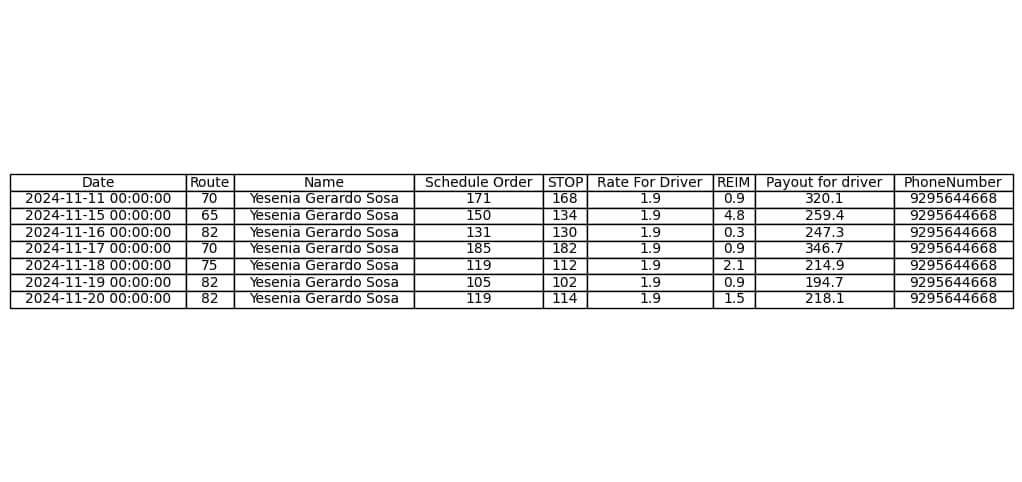 Date Route Name Schedule Order STOP Rate For Driver REIM Payout for driver PhoneNumber
2024-11-11 00:00:00 70 Yesenia Gerardo Sosa 171 168 1.9 0.9 320.1 9295644668
2024-11-15 00:00:00 65 Yesenia Gerardo Sosa 150 134 1.9 4.8 259.4 9295644668
2024-11-16 00:00:00 82 Yesenia Gerardo Sosa 131 130 1.9 0.3 247.3 9295644668
2024-11-17 00:00:00 70 Yesenia Gerardo Sosa 185 182 1.9 0.9 346.7 9295644668
2024-11-18 00:00:00 75 Yesenia Gerardo Sosa 119 112 1.9 2.1 214.9 9295644668
2024-11-19 00:00:00 82 Yesenia Gerardo Sosa 105 102 1.9 0.9 194.7 9295644668
2024-11-20 00:00:00 82 Yesenia Gerardo Sosa 119 114 1.9 1.5 218.1 9295644668